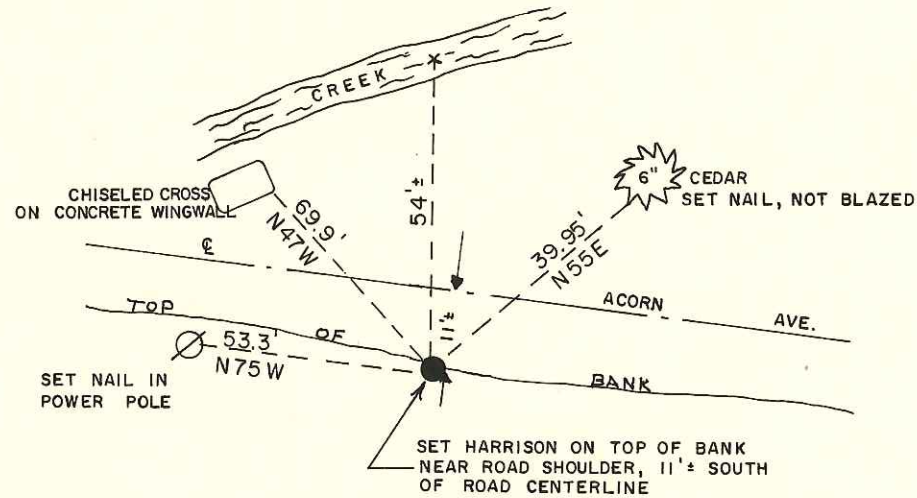 CREEK
CHISELED CROSS
ON CONCRETE WINGWALL
6" CEDAR
SET NAIL, NOT BLAZED
69.9'
N47W
54'±
39.95'
N55E
℄
ACORN AVE.
TOP OF BANK
11'±
53.3'
N75W
SET NAIL IN
POWER POLE
SET HARRISON ON TOP OF BANK
NEAR ROAD SHOULDER, 11'± SOUTH
OF ROAD CENTERLINE